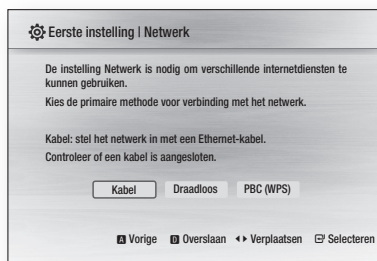 Eerste instelling | Netwerk
De instelling Netwerk is nodig om verschillende internetdiensten te
kunnen gebruiken.
Kies de primaire methode voor verbinding met het netwerk.
Kabel: stel het netwerk in met een Ethernet-kabel.
Controleer of een kabel is aangesloten.
Kabel Draadloos PBC (WPS)
A Vorige D Overslaan Verplaatsen Selecteren